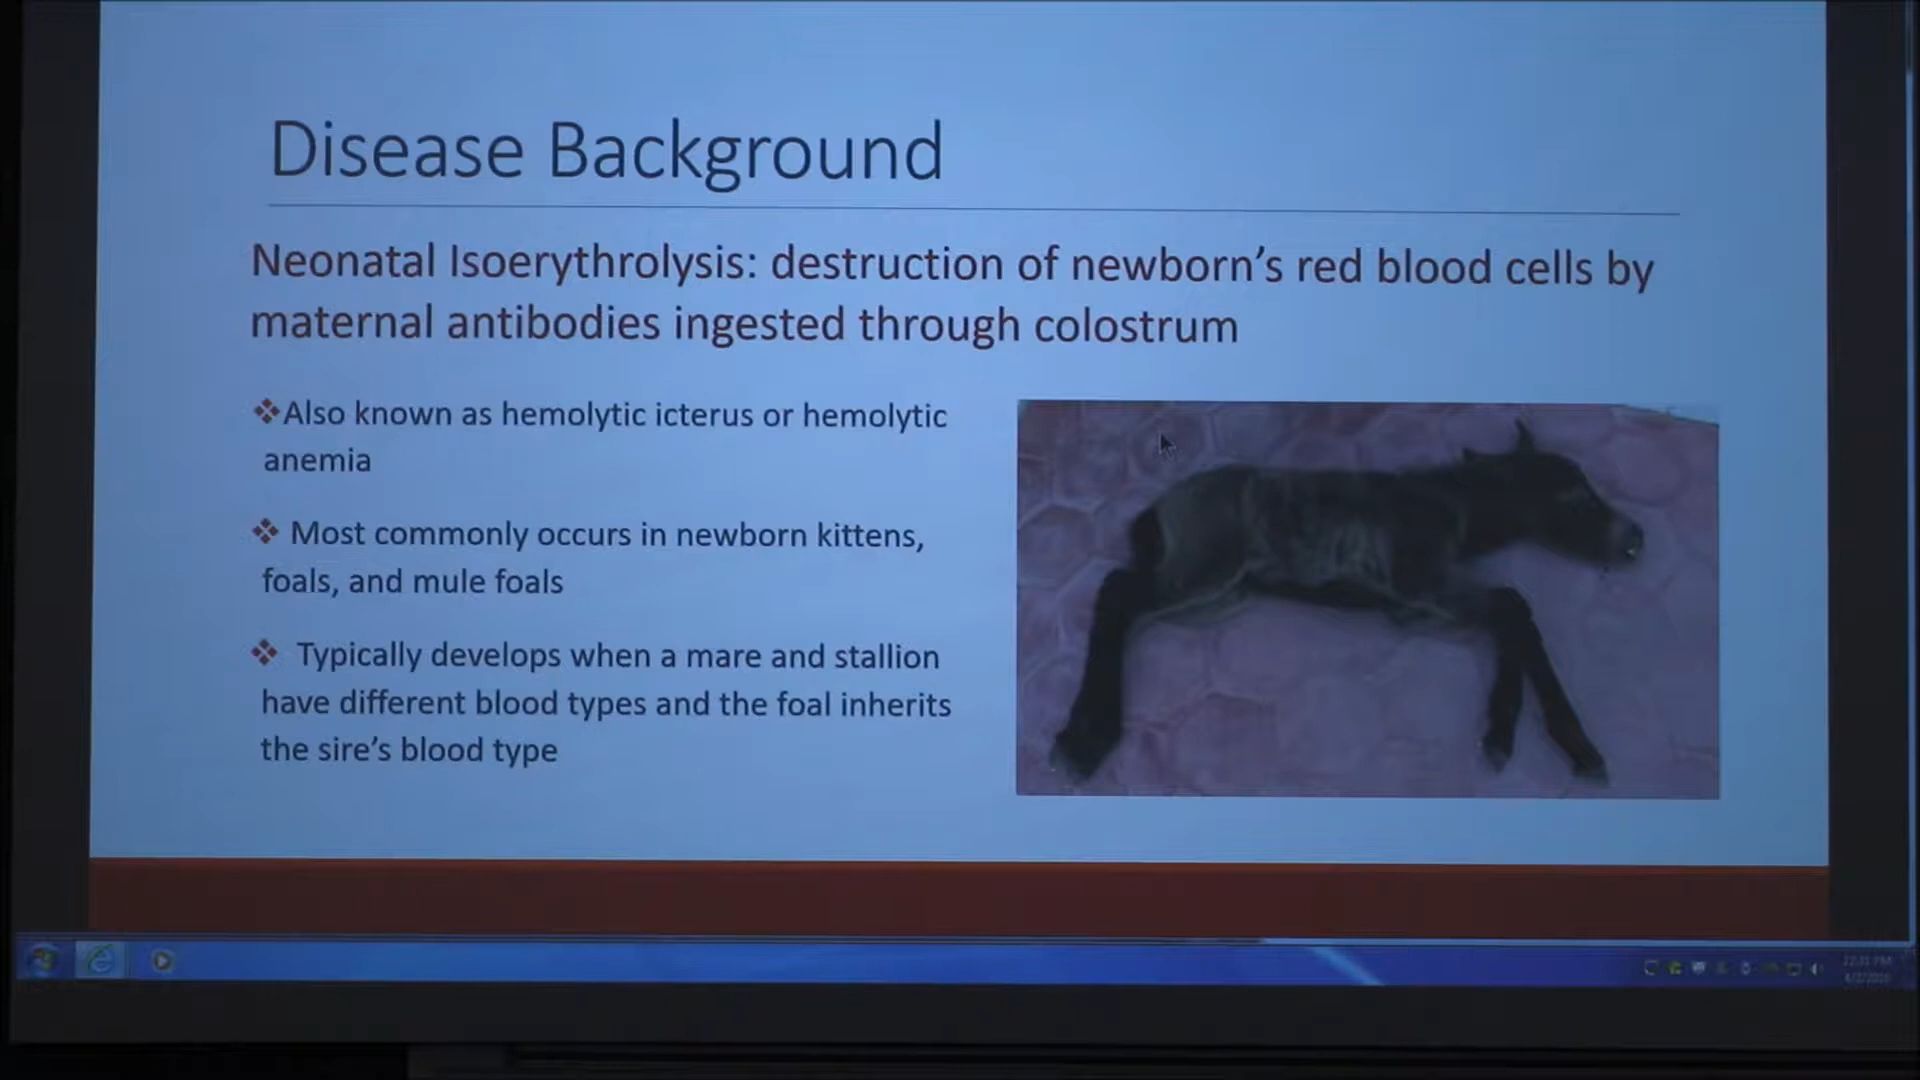 Disease Background
Neonatal Isoerythrolysis: destruction of newborn's red blood cells by
maternal antibodies ingested through colostrum
Also known as hemolytic icterus or hemolytic
anemia
Most commonly occurs in newborn kittens,
foals, and mule foals
Typically develops when a mare and stallion
have different blood types and the foal inherits
the sire's blood type